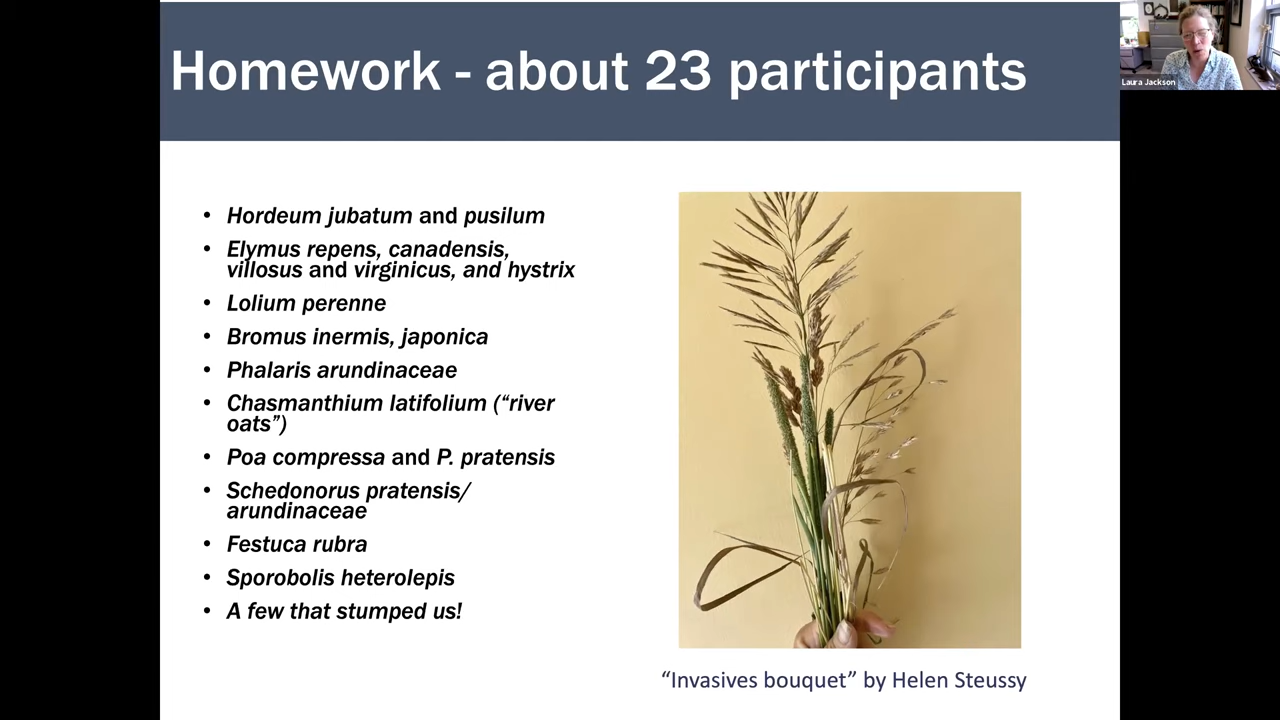 Homework - about 23 participants
Laura Jackson
• Hordeum jubatum and pusilum
• Elymus repens, canadensis,
villosus and virginicus, and hystrix
• Lolium perenne
• Bromus inermis, japonica
• Phalaris arundinaceae
• Chasmanthium latifolium (“river
oats”)
• Poa compressa and P. pratensis
• Schedonorus pratensis/
arundinaceae
• Festuca rubra
• Sporobolis heterolepis
• A few that stumped us!
“Invasives bouquet” by Helen Steussy